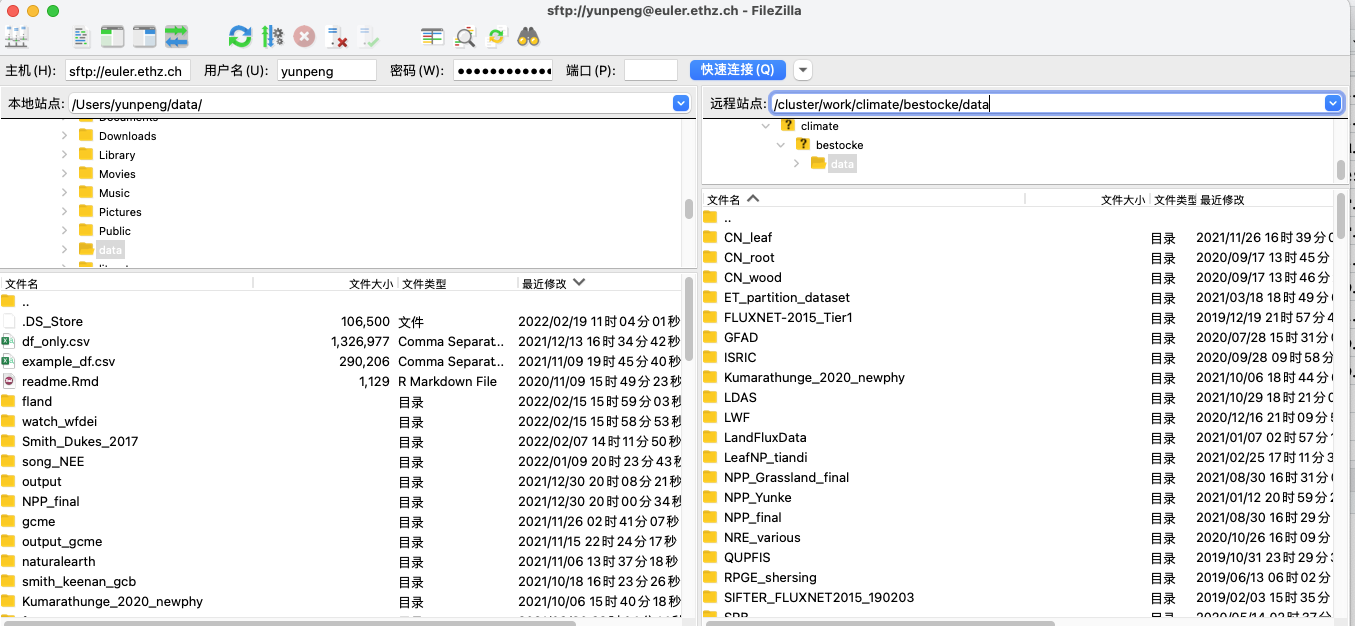 sftp://yunpeng@euler.ethz.ch - FileZilla
主机(H): sftp://euler.ethz.ch 用户名(U): yunpeng 密码(W): ●●●●●●●●●●●● 端口(P): 快速连接(Q)
本地站点: /Users/yunpeng/data/
Documents
Downloads
Library
Movies
Music
Pictures
Public
data
文件名 文件大小 文件类型 最近修改
..
.DS_Store 106,500 文件 2022/02/19 11时04分01秒
df_only.csv 1,326,977 Comma Separat... 2021/12/13 16时34分42秒
example_df.csv 290,206 Comma Separat... 2021/11/09 19时45分40秒
readme.Rmd 1,129 R Markdown File 2020/11/09 15时49分23秒
fland 目录 2022/02/15 15时59分03秒
watch_wfdei 目录 2022/02/15 15时58分53秒
Smith_Dukes_2017 目录 2022/02/07 14时11分50秒
song_NEE 目录 2022/01/09 20时23分43秒
output 目录 2021/12/30 20时08分21秒
NPP_final 目录 2021/12/30 20时00分34秒
gcme 目录 2021/11/26 02时41分07秒
output_gcme 目录 2021/11/15 22时24分17秒
naturalearth 目录 2021/11/06 13时37分18秒
smith_keenan_gcb 目录 2021/10/18 16时23分26秒
Kumarathunge_2020_newphy 目录 2021/10/06 15时40分18秒
远程站点: /cluster/work/climate/bestocke/data
climate
bestocke
data
文件名 文件大小 文件类型 最近修改
..
CN_leaf 目录 2021/11/26 16时39分
CN_root 目录 2020/09/17 13时45分
CN_wood 目录 2020/09/17 13时46分
ET_partition_dataset 目录 2021/03/18 18时49分
FLUXNET-2015_Tier1 目录 2019/12/19 21时57分
GFAD 目录 2020/07/28 15时31分
ISRIC 目录 2020/09/28 09时58分
Kumarathunge_2020_newphy 目录 2021/10/06 18时44分
LDAS 目录 2021/10/29 18时21分
LWF 目录 2020/12/16 21时09分
LandFluxData 目录 2021/01/07 02时57分
LeafNP_tiandi 目录 2021/02/25 17时11分
NPP_Grassland_final 目录 2021/08/30 16时31分
NPP_Yunke 目录 2021/01/12 20时59分
NPP_final 目录 2021/08/30 16时29分
NRE_various 目录 2020/10/26 16时09分
QUPFIS 目录 2019/10/31 23时29分
RPGE_shersing 目录 2019/06/13 06时02分
SIFTER_FLUXNET2015_190203 目录 2019/02/03 15时35分